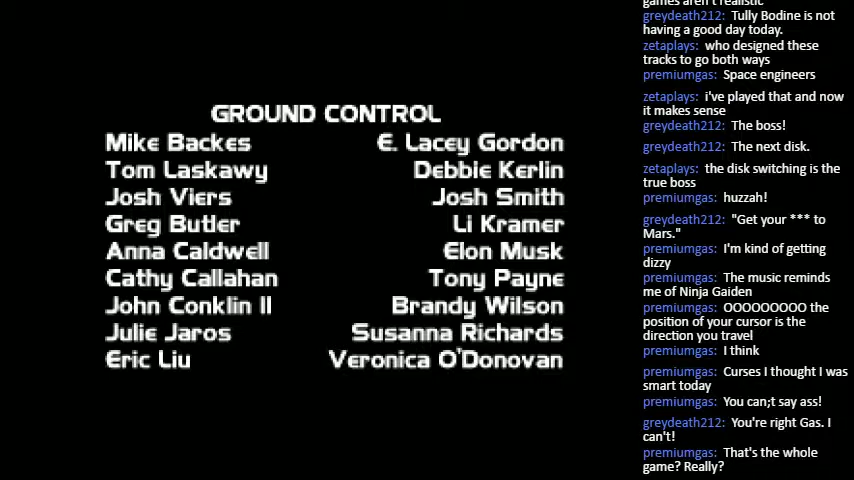 GROUND CONTROL
Mike Backes E. Lacey Gordon
Tom Laskawy Debbie Kerlin
Josh Viers Josh Smith
Greg Butler Li Kramer
Anna Caldwell Elon Musk
Cathy Callahan Tony Payne
John Conklin II Brandy Wilson
Julie Jaros Susanna Richards
Eric Liu Veronica O'Donovan
games aren't realistic
greydeath212: Tully Bodine is not
having a good day today.
zetaplays: who designed these
tracks to go both ways
premiumgas: Space engineers
zetaplays: i've played that and now
it makes sense
greydeath212: The boss!
greydeath212: The next disk.
zetaplays: the disk switching is the
true boss
premiumgas: huzzah!
greydeath212: "Get your *** to
Mars."
premiumgas: I'm kind of getting
dizzy
premiumgas: The music reminds
me of Ninja Gaiden
premiumgas: OOOOOOOOO the
position of your cursor is the
direction you travel
premiumgas: I think
premiumgas: Curses I thought I was
smart today
premiumgas: You can;t say ass!
greydeath212: You're right Gas. I
can't!
premiumgas: That's the whole
game? Really?